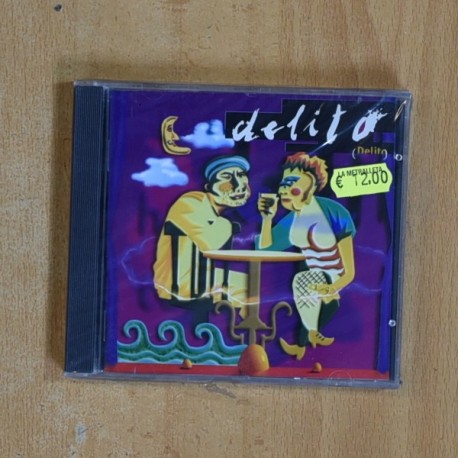 delito
(Delito
LA METRALLETA
€ 12,00